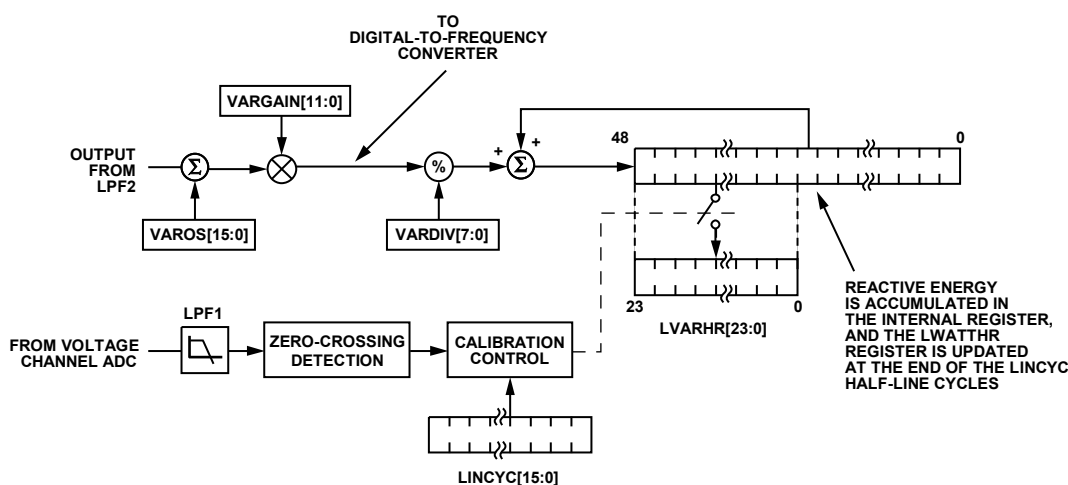 TO
DIGITAL-TO-FREQUENCY
CONVERTER
VARGAIN[11:0]
OUTPUT
FROM
LPF2
Σ
%
+
+
Σ
48
0
VAROS[15:0]
VARDIV[7:0]
23
0
LVARHR[23:0]
REACTIVE ENERGY
IS ACCUMULATED IN
THE INTERNAL REGISTER,
AND THE LWATTHR
REGISTER IS UPDATED
AT THE END OF THE LINCYC
HALF-LINE CYCLES
LPF1
FROM VOLTAGE
CHANNEL ADC
ZERO-CROSSING
DETECTION
CALIBRATION
CONTROL
LINCYC[15:0]